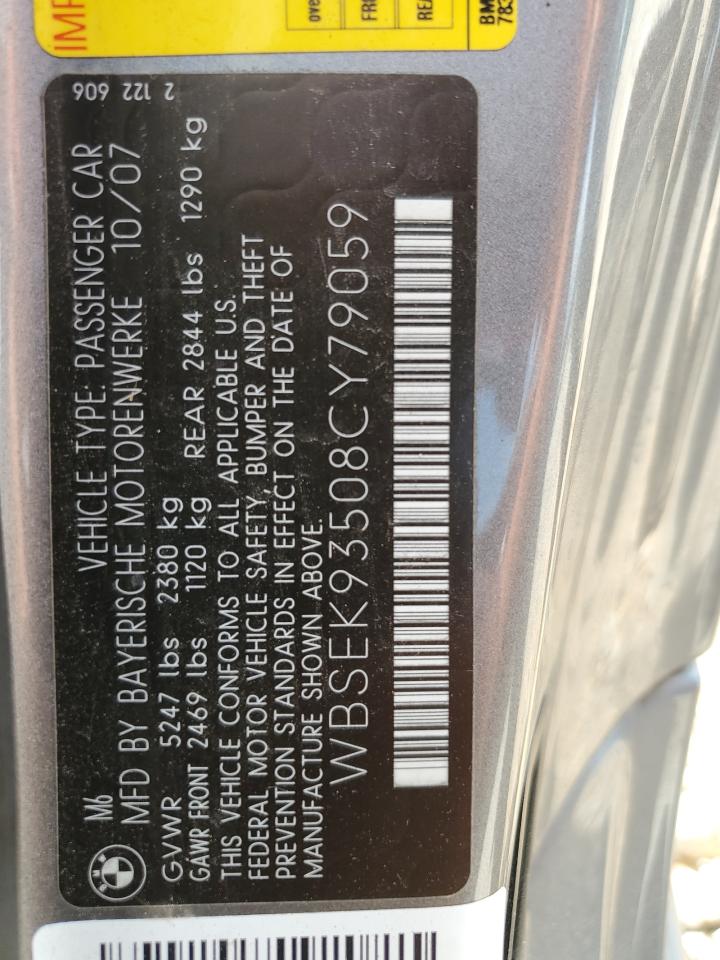 2 122 606
M6 VEHICLE TYPE: PASSENGER CAR
MFD BY BAYERISCHE MOTORENWERKE 10/07
GVWR 5247 lbs 2380 kg
GAWR FRONT 2469 lbs 1120 kg REAR 2844 lbs 1290 kg
THIS VEHICLE CONFORMS TO ALL APPLICABLE U.S.
FEDERAL MOTOR VEHICLE SAFETY, BUMPER AND THEFT
PREVENTION STANDARDS IN EFFECT ON THE DATE OF
MANUFACTURE SHOWN ABOVE.
WBSEK93508CY79059
BMW